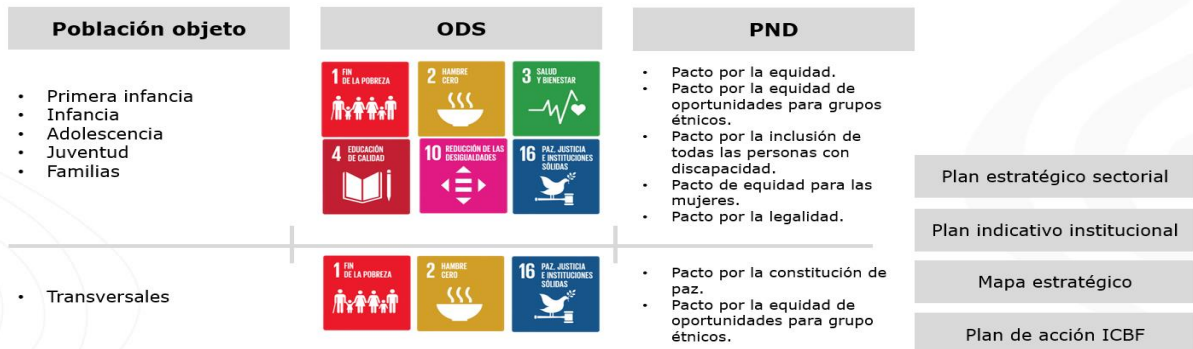 Población objeto
ODS
PND
• Primera infancia
• Infancia
• Adolescencia
• Juventud
• Familias
1 FIN
DE LA POBREZA
2 HAMBRE
CERO
3 SALUD
Y BIENESTAR
4 EDUCACIÓN
DE CALIDAD
10 REDUCCIÓN DE LAS
DESIGUALDADES
16 PAZ, JUSTICIA
E INSTITUCIONES
SÓLIDAS
• Pacto por la equidad.
• Pacto por la equidad de
oportunidades para grupos
étnicos.
• Pacto por la inclusión de
todas las personas con
discapacidad.
• Pacto de equidad para las
mujeres.
• Pacto por la legalidad.
• Transversales
1 FIN
DE LA POBREZA
2 HAMBRE
CERO
16 PAZ, JUSTICIA
E INSTITUCIONES
SÓLIDAS
• Pacto por la constitución de
paz.
• Pacto por la equidad de
oportunidades para grupo
étnicos.
Plan estratégico sectorial
Plan indicativo institucional
Mapa estratégico
Plan de acción ICBF